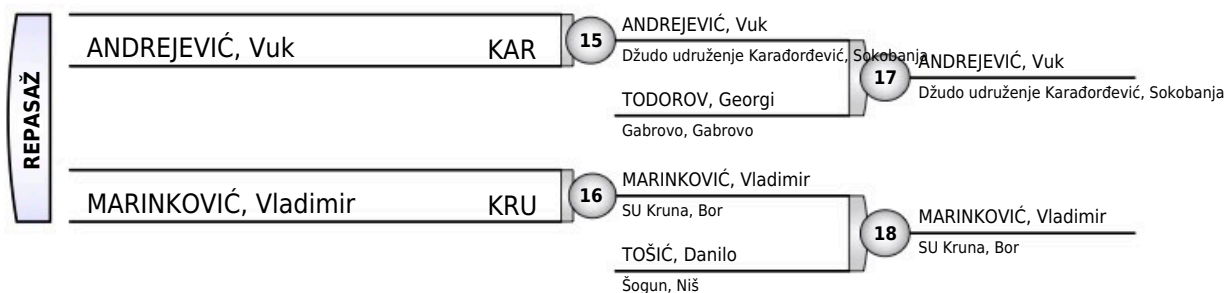 REPASAŽ
ANDREJEVIĆ, Vuk KAR
15
ANDREJEVIĆ, Vuk
Džudo udruženje Karađorđević, Sokobanja
TODOROV, Georgi
Gabrovo, Gabrovo
17
ANDREJEVIĆ, Vuk
Džudo udruženje Karađorđević, Sokobanja
MARINKOVIĆ, Vladimir KRU
16
MARINKOVIĆ, Vladimir
SU Kruna, Bor
TOŠIĆ, Danilo
Šogun, Niš
18
MARINKOVIĆ, Vladimir
SU Kruna, Bor